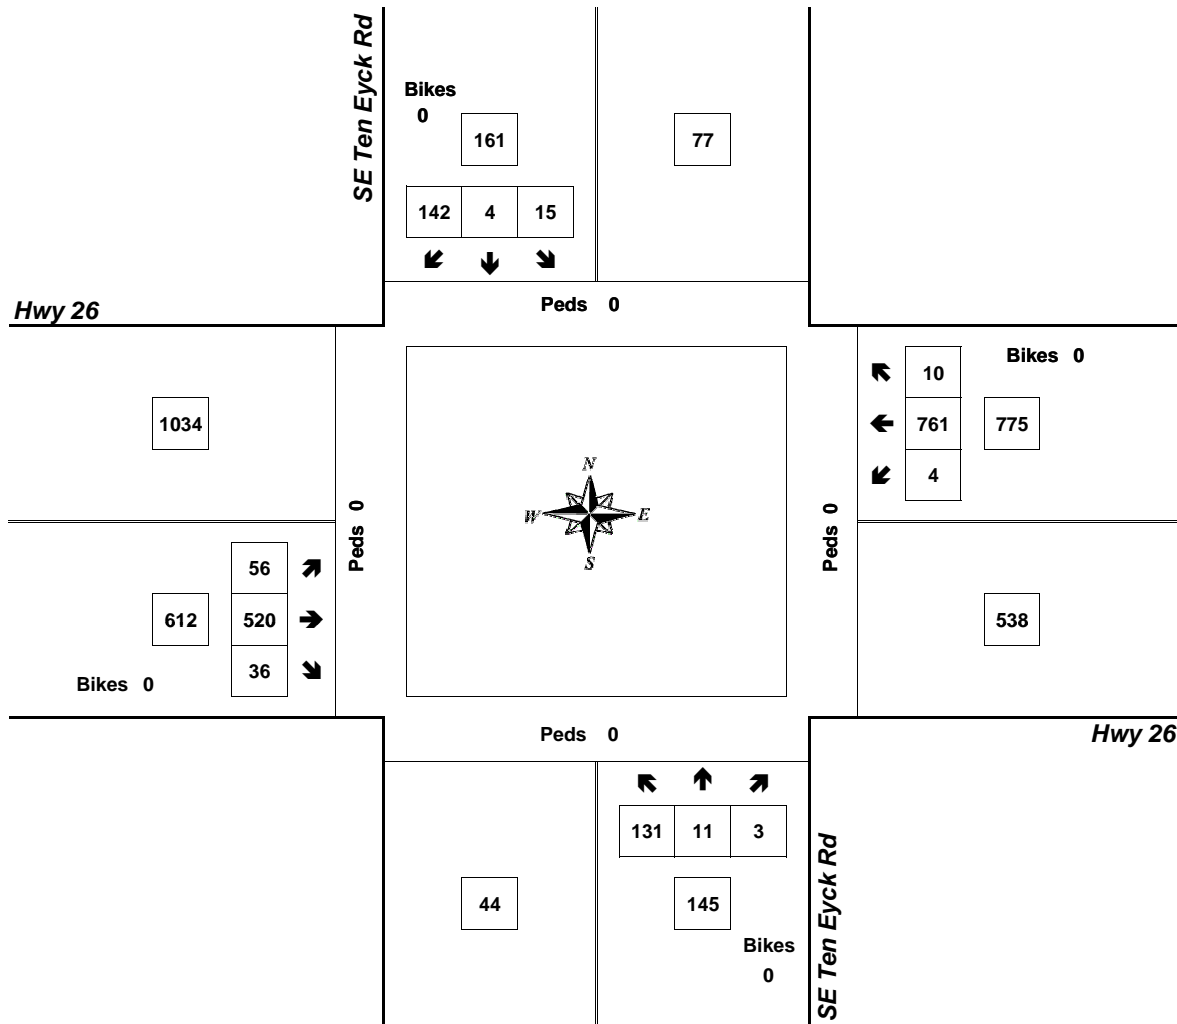 SE Ten Eyck Rd
Bikes
0
161
77
142 4 15
Hwy 26
Peds 0
10
Bikes 0
1034
761
775
4
N
W E
S
Peds 0
Peds 0
56
612
520
538
36
Bikes 0
Peds 0
Hwy 26
131 11 3
44
145
Bikes
0
SE Ten Eyck Rd